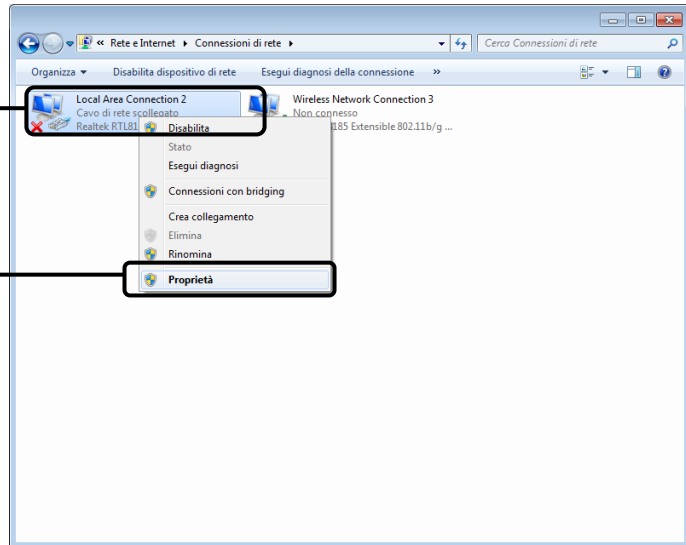 « Rete e Internet ▸ Connessioni di rete ▸
Cerca Connessioni di rete
Organizza ▾ Disabilita dispositivo di rete Esegui diagnosi della connessione »
Local Area Connection 2
Cavo di rete scollegato
Realtek RTL81
Wireless Network Connection 3
Non connesso
185 Extensible 802.11b/g ...
Disabilita
Stato
Esegui diagnosi
Connessioni con bridging
Crea collegamento
Elimina
Rinomina
Proprietà